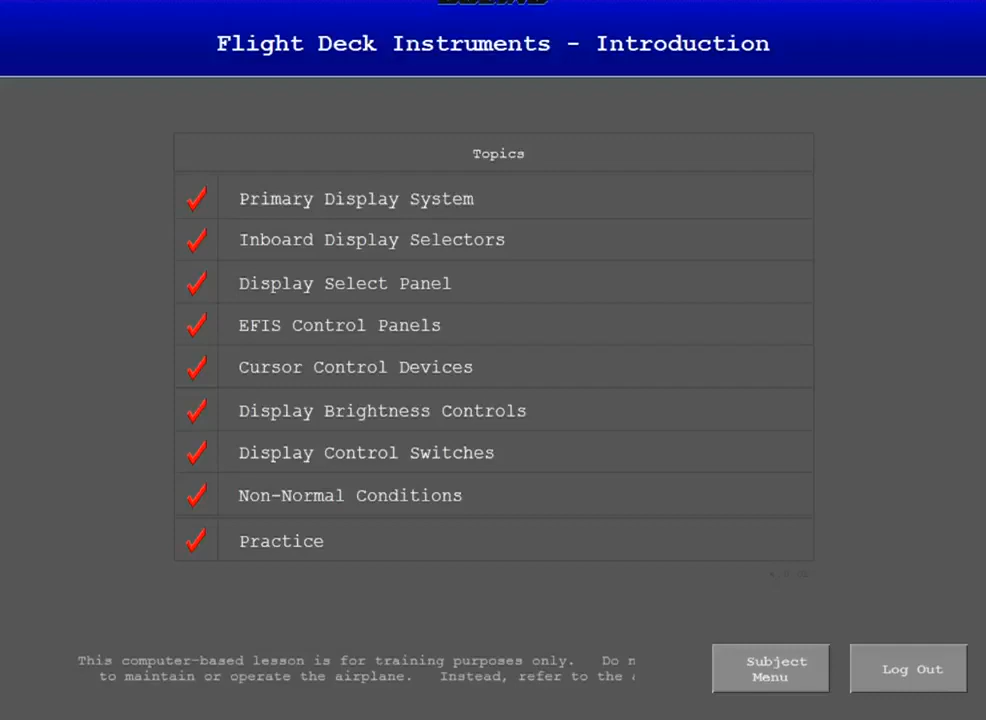 Flight Deck Instruments - Introduction
Topics
Primary Display System
Inboard Display Selectors
Display Select Panel
EFIS Control Panels
Cursor Control Devices
Display Brightness Controls
Display Control Switches
Non-Normal Conditions
Practice
This computer-based lesson is for training purposes only. Do
to maintain or operate the airplane. Instead, refer to the
Subject
Menu
Log Out